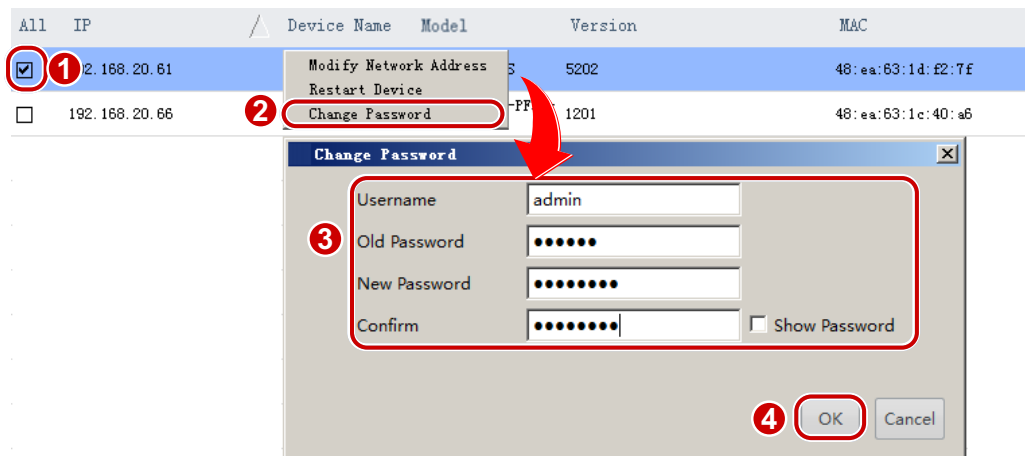 All IP Device Name Model Version MAC
1 2. 168. 20. 61 Modify Network Address S 5202 48:ea:63:1d:f2:7f
Restart Device
192. 168. 20. 66 2 Change Password 1201 48:ea:63:1c:40:a6
Change Password
Username admin
3 Old Password ●●●●●●
New Password ●●●●●●●●
Confirm ●●●●●●●● Show Password
4 OK Cancel